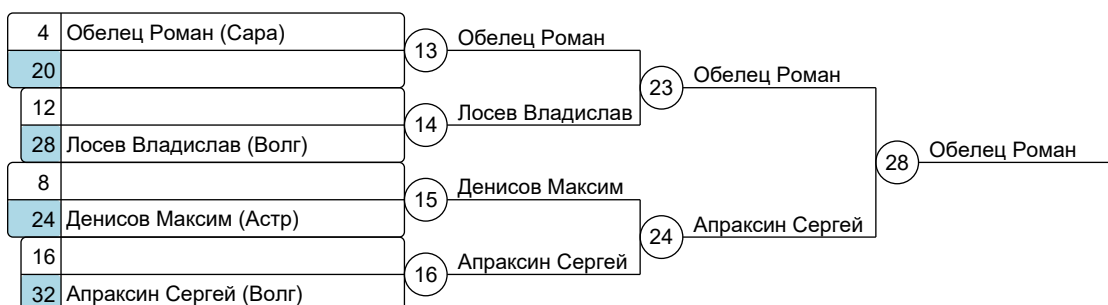 4 Обелец Роман (Сара)
20
12
28 Лосев Владислав (Волг)
8
24 Денисов Максим (Астр)
16
32 Апраксин Сергей (Волг)
13 Обелец Роман
14 Лосев Владислав
15 Денисов Максим
16 Апраксин Сергей
23 Обелец Роман
24 Апраксин Сергей
28 Обелец Роман